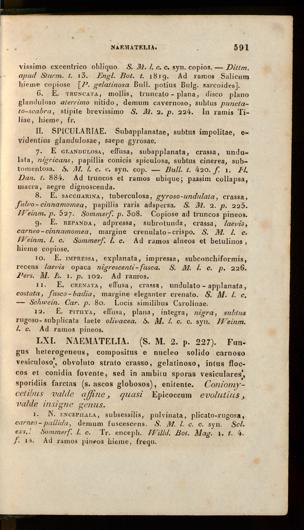 NAEMATELIA. 591
vissimo excentrico obliquo. S. M. l. c. c. syn. copios. — Dittm.
apud Sturm. t. 15. Engl. Bot. t. 1819. Ad ramos Salicum
hieme copiose [P. gelatinosa Bull. potius Bulg. sarcoides].
6. E. TRUNCATA, mollis, truncato-plana, disco plano
glanduloso aterrimo nitido, demum cavernoso, subtus puncta-
to-scabra, stipite brevissimo S. M. 2. p. 224. In ramis Ti-
liae, hieme, fr.
II. SPICULARIAE. Subapplanatae, subtus impolitae, e-
videntius glandulosae, saepe gyrosae.
7. E GLANDULOSA, effusa, subapplanata, crassa, undu-
lata, nigricans, papillis conicis spiculosa, subtus cinerea, sub-
tomentosa. S. M. l. c. c. syn. cop. — Bull. t. 420. f. 1. Fl.
Dan. t. 884. Ad truncos et ramos ubique; passim collapsa,
macra, aegre dignoscenda.
8. E. SACCHARINA, tuberculosa, gyroso-undulata, crassa,
fulvo-cinnamomea, papillis raris adspersa. S. M. 2. p. 225.
Weinm. p. 527. Sommerf. p. 308. Copiose ad truncos pineos.
9. E. REPANDA, adpressa, subrotunda, crassa, laevis,
carneo-cinnamomea, margine crenulato-crispo. S. M. l. c.
Weinm. l. c. Sommerf. l. c. Ad ramos alneos et betulinos,
hieme copiose.
10. E. IMPRESSA, explanata, impressa, subconchiformis,
recens laevis opaca nigrescenti-fusca. S. M. l. c. p. 226.
Pers. M. E. 1. p. 102. Ad ramos.
11. E. CRENATA, effusa, crassa, undulato-applanata,
costata, fusco-badia, margine eleganter crenato. S. M. l. c.
— Schwein. Car. p. 80. Locis similibus Carolinae.
12. E. PITHYA, effusa, plana, integra, nigra, subtus
rugoso-subplicata laete olivacea. S. M. l. c. c. syn. Weinm.
l. c. Ad ramos pineos.
LXI. NAEMATELIA. (S. M. 2. p. 227). Fun-
gus heterogeneus, compositus e nucleo solido carnoso
vesiculoso, obvoluto strato crasso, gelatinoso, intus floc-
cos et conidia fovente, sed in ambitu sporas vesiculares,
sporidiis farctas (s. ascos globosos), enitente. Coniomy-
cetibus valde affine, quasi Epicoccum evolutius,
valde insigne genus.
1. N. ENCEPHALA, subsessilis, pulvinata, plicato-rugosa,
carneo-pallida, demum fuscescens. S. M. l. c. c. syn. Scl.
exs.! Sommerf. l. c. Tr. enceph. Willd. Bot. Mag. 1. t. 4.
f. 14. Ad ramos pineos hieme, frequ.